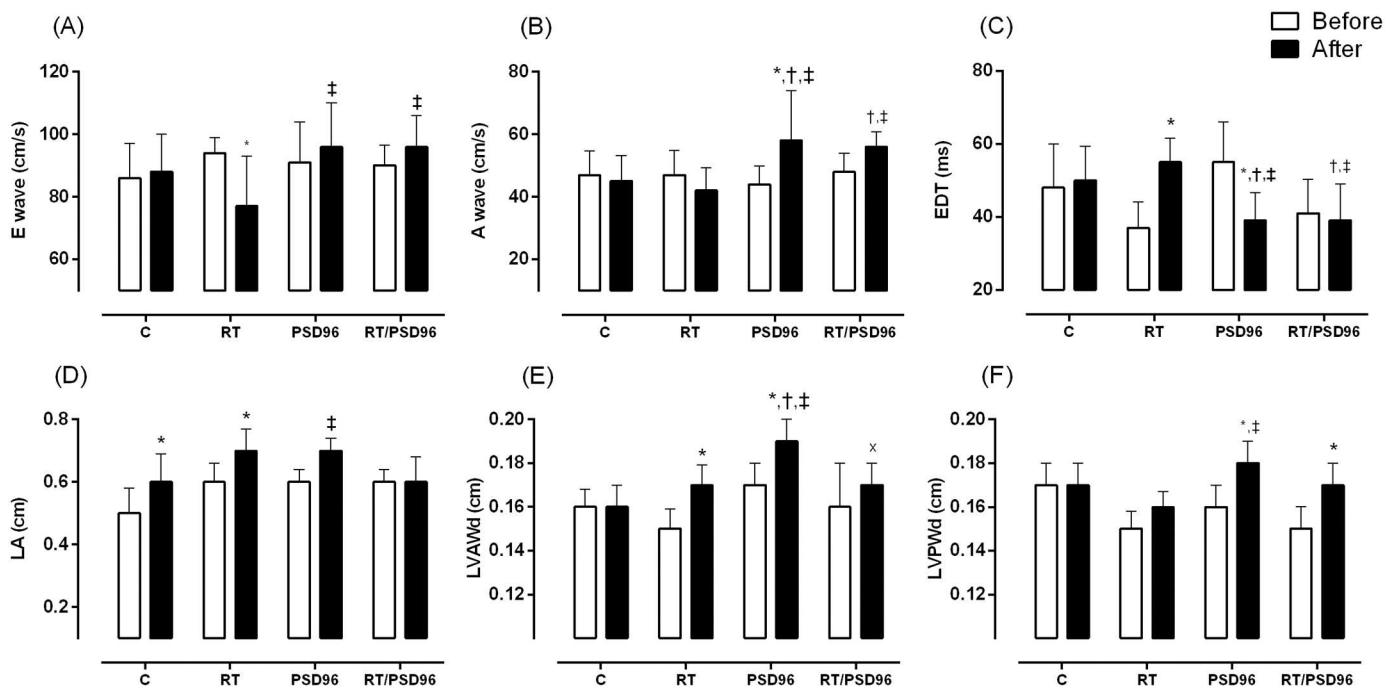 (A)
(B)
(C)
Before
After
E wave (cm/s)
120
100
80
60
*
‡
‡
C
RT
PSD96
RT/PSD96
A wave (cm/s)
80
60
40
20
*,†,‡
†,‡
C
RT
PSD96
RT/PSD96
EDT (ms)
80
60
40
20
*
*,†,‡
†,‡
C
RT
PSD96
RT/PSD96
(D)
(E)
(F)
LA (cm)
0.8
0.6
0.4
0.2
*
*
‡
C
RT
PSD96
RT/PSD96
LVAWd (cm)
0.20
0.18
0.16
0.14
0.12
*
*,†,‡
x
C
RT
PSD96
RT/PSD96
LVPWd (cm)
0.20
0.18
0.16
0.14
0.12
*,‡
*
C
RT
PSD96
RT/PSD96